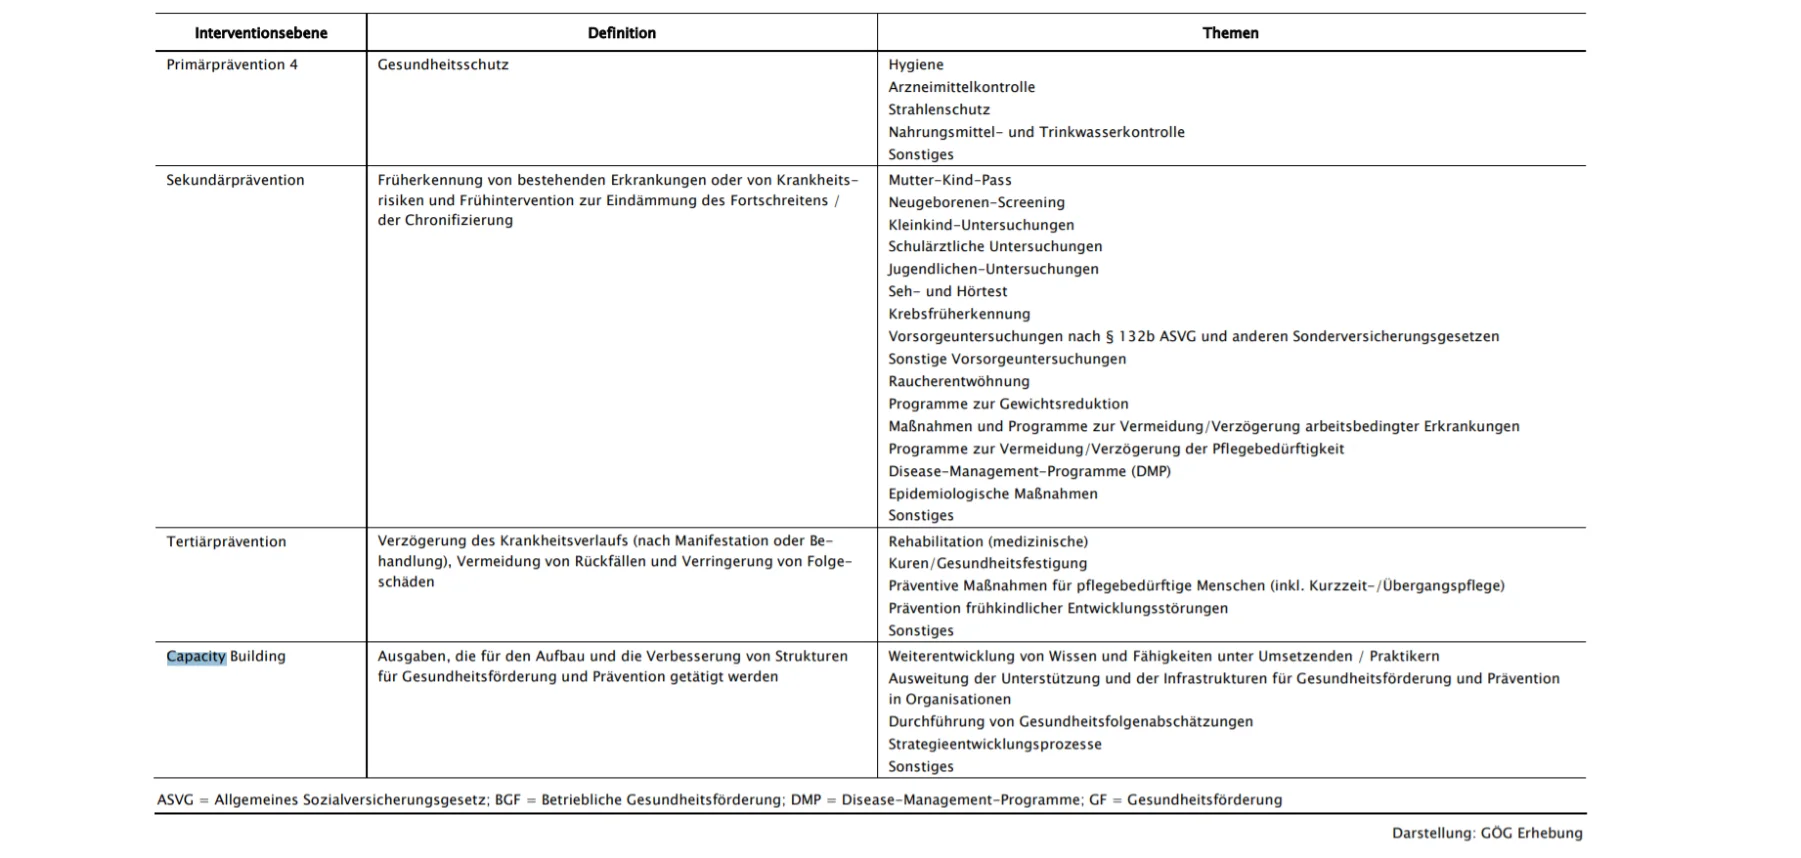 Interventionsebene Definition Themen
Primärprävention 4 Gesundheitsschutz Hygiene
Arzneimittelkontrolle
Strahlenschutz
Nahrungsmittel- und Trinkwasserkontrolle
Sonstiges
Sekundärprävention Früherkennung von bestehenden Erkrankungen oder von Krankheits-
risiken und Frühintervention zur Eindämmung des Fortschreitens /
der Chronifizierung
Mutter-Kind-Pass
Neugeborenen-Screening
Kleinkind-Untersuchungen
Schulärztliche Untersuchungen
Jugendlichen-Untersuchungen
Seh- und Hörtest
Krebsfrüherkennung
Vorsorgeuntersuchungen nach § 132b ASVG und anderen Sonderversicherungsgesetzen
Sonstige Vorsorgeuntersuchungen
Raucherentwöhnung
Programme zur Gewichtsreduktion
Maßnahmen und Programme zur Vermeidung/Verzögerung arbeitsbedingter Erkrankungen
Programme zur Vermeidung/Verzögerung der Pflegebedürftigkeit
Disease-Management-Programme (DMP)
Epidemiologische Maßnahmen
Sonstiges
Tertiärprävention Verzögerung des Krankheitsverlaufs (nach Manifestation oder Be-
handlung), Vermeidung von Rückfällen und Verringerung von Folge-
schäden
Rehabilitation (medizinische)
Kuren/Gesundheitsfestigung
Präventive Maßnahmen für pflegebedürftige Menschen (inkl. Kurzzeit-/Übergangspflege)
Prävention frühkindlicher Entwicklungsstörungen
Sonstiges
Capacity Building Ausgaben, die für den Aufbau und die Verbesserung von Strukturen
für Gesundheitsförderung und Prävention getätigt werden
Weiterentwicklung von Wissen und Fähigkeiten unter Umsetzenden / Praktikern
Ausweitung der Unterstützung und der Infrastrukturen für Gesundheitsförderung und Prävention
in Organisationen
Durchführung von Gesundheitsfolgenabschätzungen
Strategieentwicklungsprozesse
Sonstiges
ASVG = Allgemeines Sozialversicherungsgesetz; BGF = Betriebliche Gesundheitsförderung; DMP = Disease-Management-Programme; GF = Gesundheitsförderung
Darstellung: GÖG Erhebung